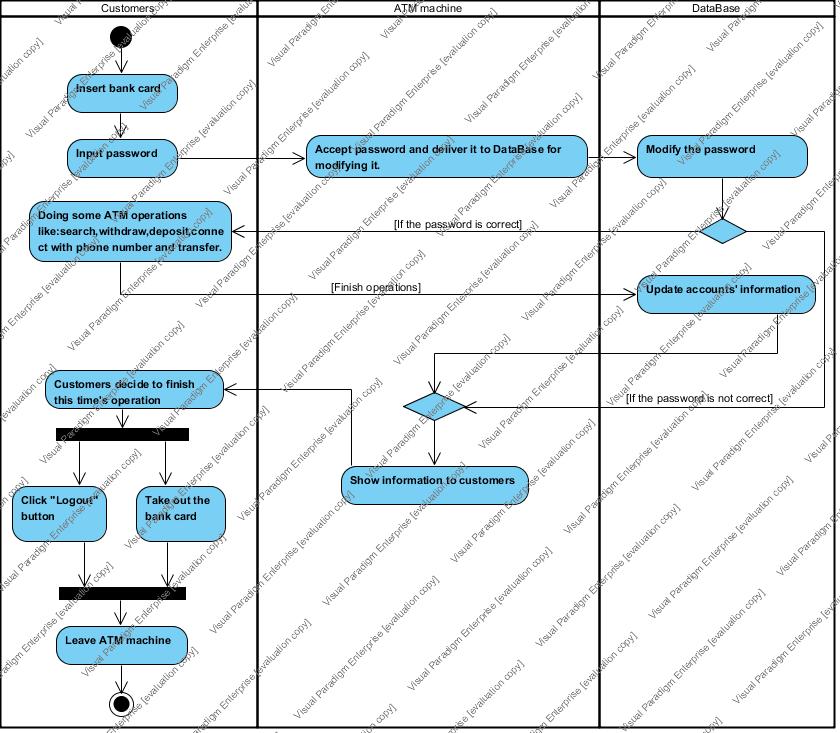 Customers
ATM machine
DataBase
Insert bank card
Input password
Accept password and deliver it to DataBase for
modifying it.
Modify the password
Doing some ATM operations
like:search,withdraw,deposit,conne
ct with phone number and transfer.
[If the password is correct]
[Finish operations]
Update accounts' information
Customers decide to finish
this time's operation
[If the password is not correct]
Show information to customers
Click "Logout"
button
Take out the
bank card
Leave ATM machine
Visual Paradigm Enterprise [evaluation copy]